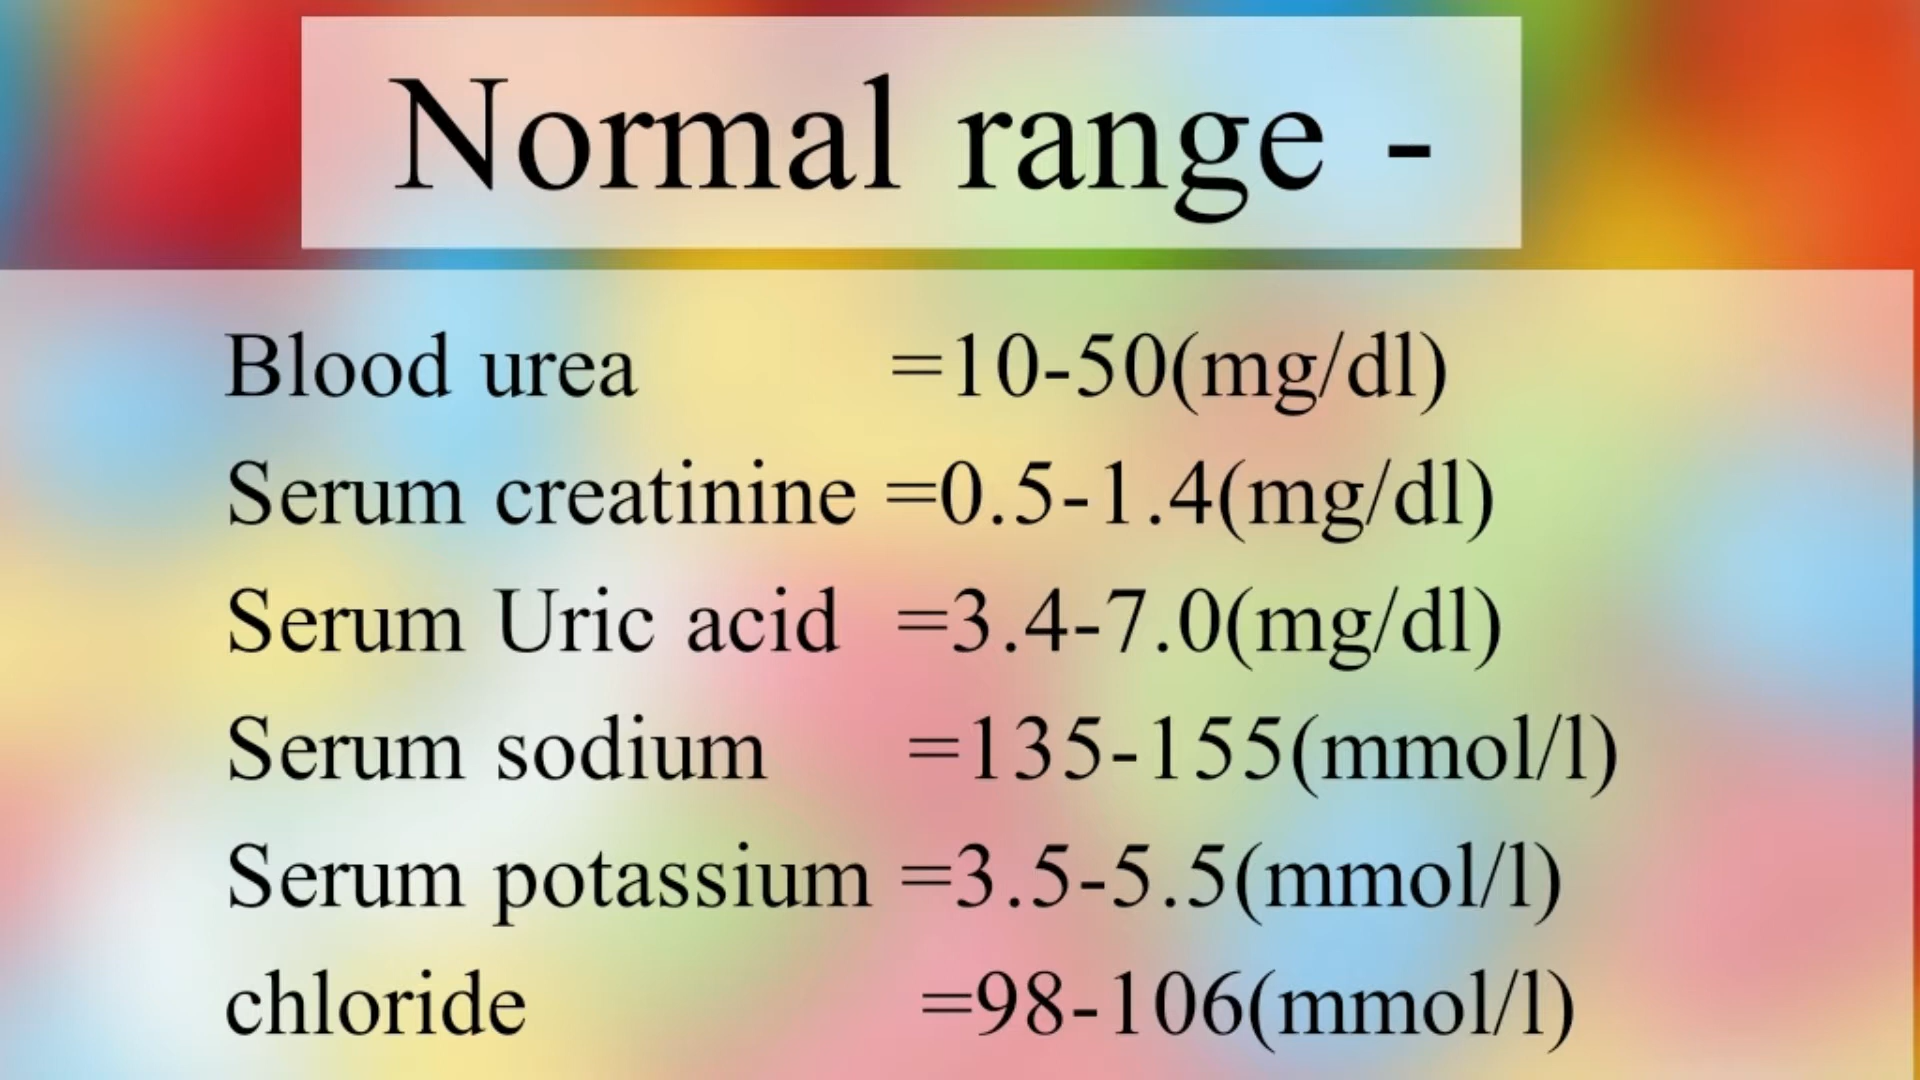 Normal range -
Blood urea =10-50(mg/dl)
Serum creatinine =0.5-1.4(mg/dl)
Serum Uric acid =3.4-7.0(mg/dl)
Serum sodium =135-155(mmol/l)
Serum potassium =3.5-5.5(mmol/l)
chloride =98-106(mmol/l)